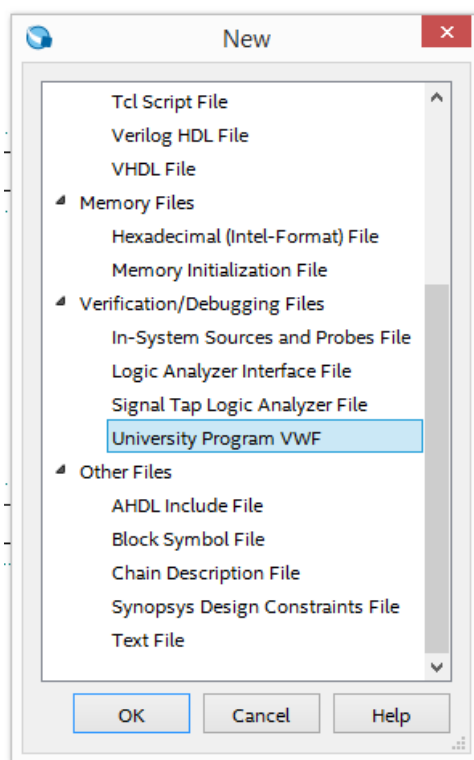 New
Tcl Script File
Verilog HDL File
VHDL File
Memory Files
Hexadecimal (Intel-Format) File
Memory Initialization File
Verification/Debugging Files
In-System Sources and Probes File
Logic Analyzer Interface File
Signal Tap Logic Analyzer File
University Program VWF
Other Files
AHDL Include File
Block Symbol File
Chain Description File
Synopsys Design Constraints File
Text File
OK Cancel Help